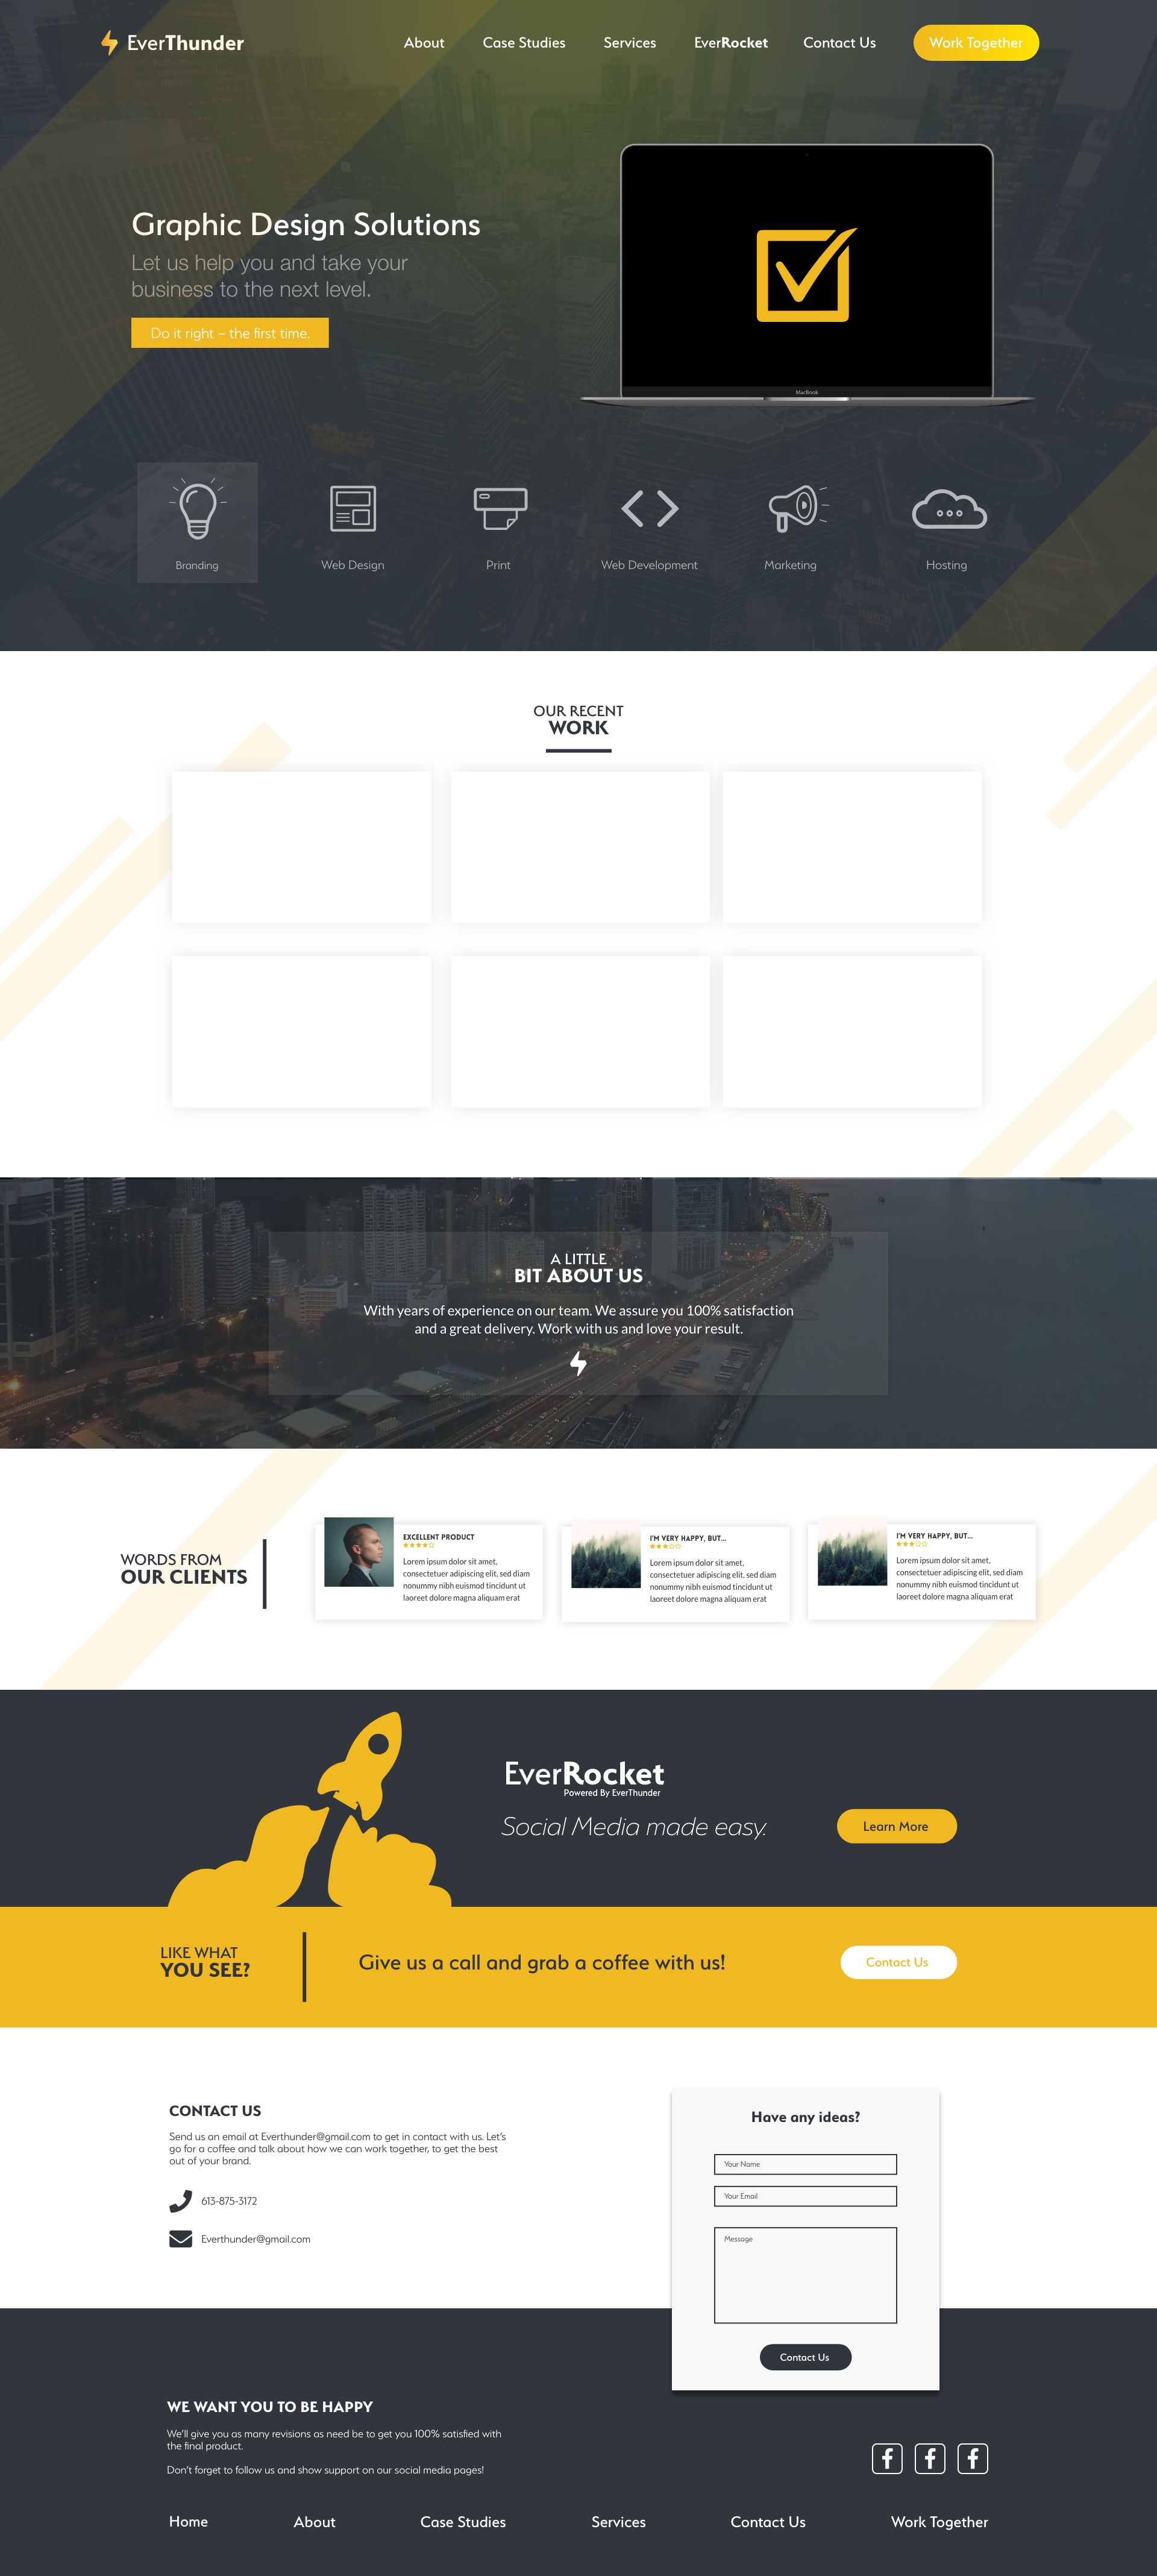 EverThunder
About
Case Studies
Services
EverRocket
Contact Us
Work Together
Graphic Design Solutions
Let us help you and take your
business to the next level.
Do it right – the first time.
MacBook
Branding
Web Design
Print
Web Development
Marketing
Hosting
OUR RECENT
WORK
A LITTLE
BIT ABOUT US
With years of experience on our team. We assure you 100% satisfaction
and a great delivery. Work with us and love your result.
WORDS FROM
OUR CLIENTS
EXCELLENT PRODUCT
Lorem ipsum dolor sit amet,
consectetuer adipiscing elit, sed diam
nonummy nibh euismod tincidunt ut
laoreet dolore magna aliquam erat
I'M VERY HAPPY, BUT...
Lorem ipsum dolor sit amet,
consectetuer adipiscing elit, sed diam
nonummy nibh euismod tincidunt ut
laoreet dolore magna aliquam erat
I'M VERY HAPPY, BUT...
Lorem ipsum dolor sit amet,
consectetuer adipiscing elit, sed diam
nonummy nibh euismod tincidunt ut
laoreet dolore magna aliquam erat
EverRocket
Powered By EverThunder
Social Media made easy.
Learn More
LIKE WHAT
YOU SEE?
Give us a call and grab a coffee with us!
Contact Us
CONTACT US
Send us an email at Everthunder@gmail.com to get in contact with us. Let's
go for a coffee and talk about how we can work together, to get the best
out of your brand.
613-875-3172
Everthunder@gmail.com
Have any ideas?
Your Name
Your Email
Message
Contact Us
WE WANT YOU TO BE HAPPY
We'll give you as many revisions as need be to get you 100% satisfied with
the final product.
Don't forget to follow us and show support on our social media pages!
Home
About
Case Studies
Services
Contact Us
Work Together